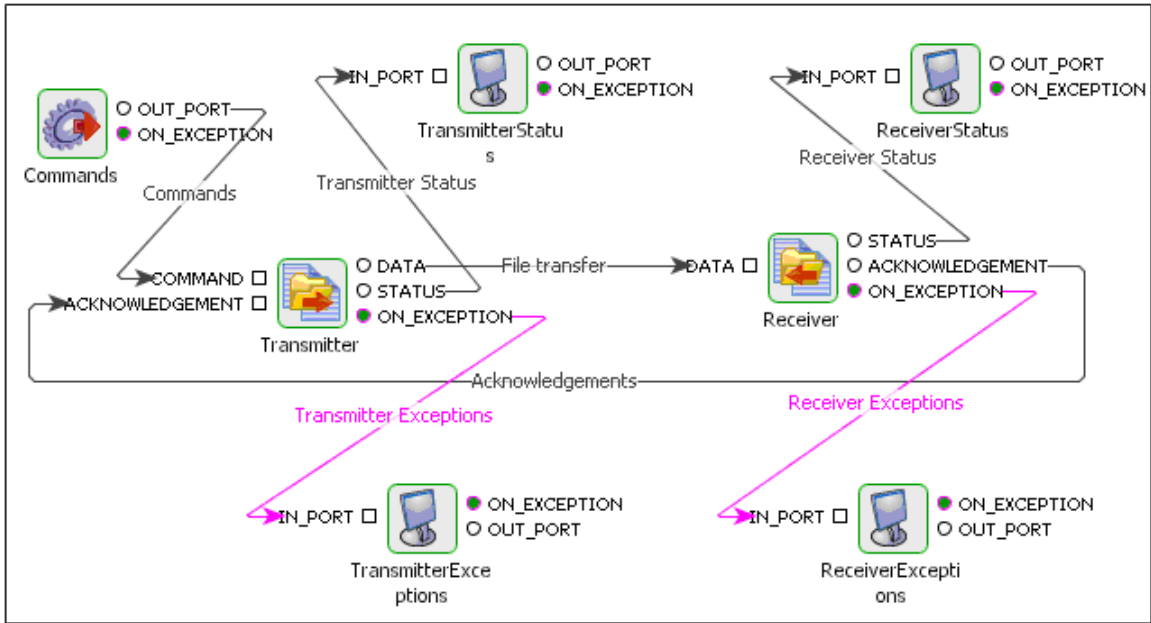 IN_PORT
OUT_PORT
ON_EXCEPTION
TransmitterStatu
s
IN_PORT
OUT_PORT
ON_EXCEPTION
ReceiverStatus
OUT_PORT
ON_EXCEPTION
Commands
Commands
Transmitter Status
Receiver Status
COMMAND
ACKNOWLEDGEMENT
DATA
STATUS
ON_EXCEPTION
Transmitter
File transfer
DATA
STATUS
ACKNOWLEDGEMENT
ON_EXCEPTION
Receiver
Acknowledgements
Transmitter Exceptions
Receiver Exceptions
IN_PORT
ON_EXCEPTION
OUT_PORT
TransmitterExce
ptions
IN_PORT
ON_EXCEPTION
OUT_PORT
ReceiverExcepti
ons